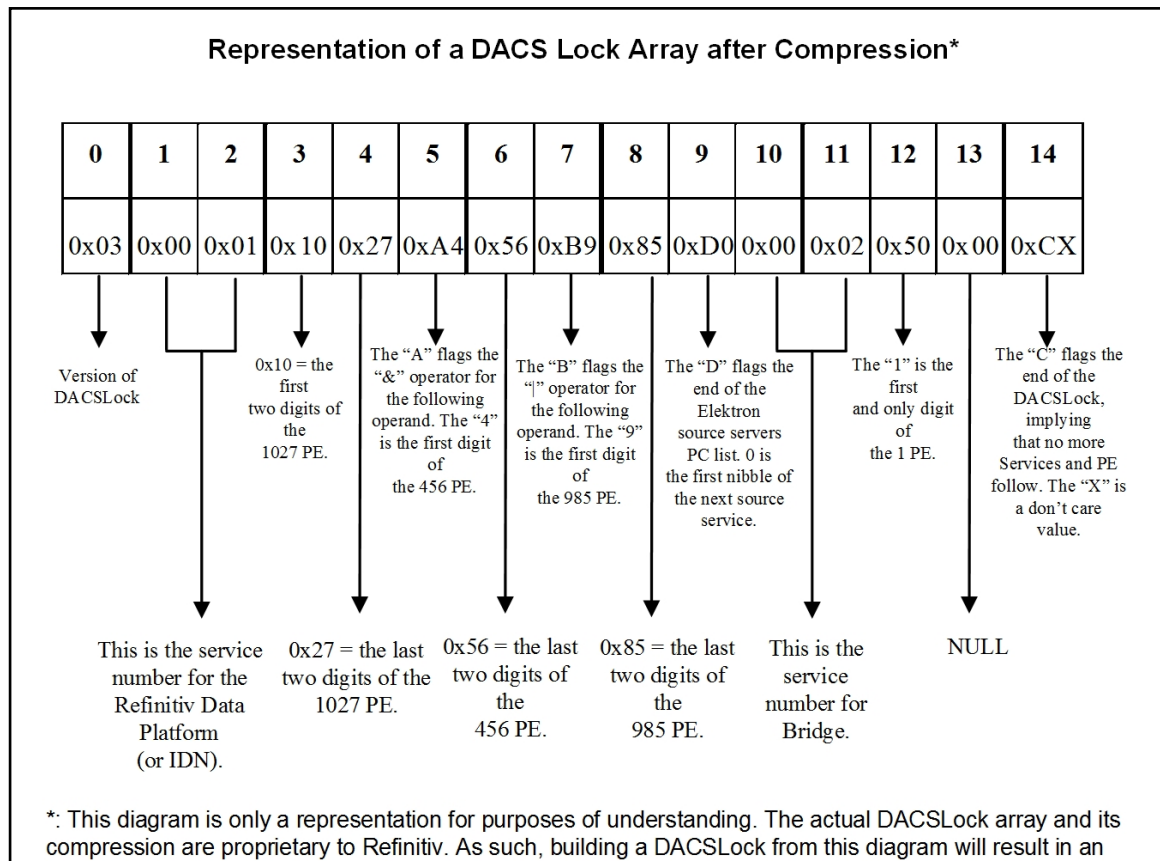 Representation of a DACS Lock Array after Compression*
0 1 2 3 4 5 6 7 8 9 10 11 12 13 14
0x03 0x00 0x01 0x10 0x27 0xA4 0x56 0xB9 0x85 0xD0 0x00 0x02 0x50 0x00 0xCX
Version of
DACSLock
0x10 = the
first
two digits of
the
1027 PE.
The “A” flags the
“&” operator for
the following
operand. The “4”
is the first digit
of
the 456 PE.
The “B” flags the
“|” operator for
the following
operand. The “9”
is the first digit
of
the 985 PE.
The “D” flags the
end of the
Elektron
source servers
PC list. 0 is
the first nibble of
the next source
service.
The “1” is the
first
and only digit
of
the 1 PE.
The “C” flags the
end of the
DACSLock,
implying
that no more
Services and PE
follow. The “X” is
a don’t care
value.
This is the service
number for the
Refinitiv Data
Platform
(or IDN).
0x27 = the last
two digits of the
1027 PE.
0x56 = the last
two digits of
the
456 PE.
0x85 = the last
two digits of
the
985 PE.
This is the
service
number for
Bridge.
NULL
*: This diagram is only a representation for purposes of understanding. The actual DACSLock array and its
compression are proprietary to Refinitiv. As such, building a DACSLock from this diagram will result in an